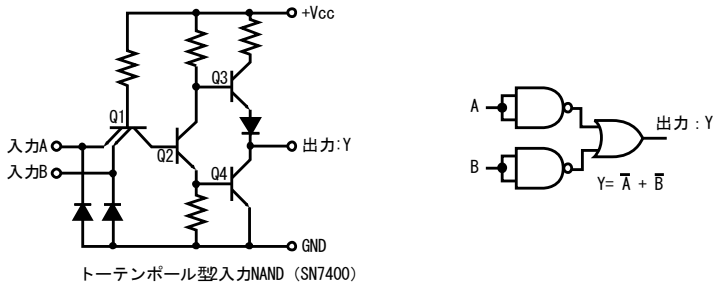 +Vcc
Q1
Q3
入力A
Q2
出力:Y
入力B
Q4
GND
トーテンポール型2入力NAND (SN7400)
A
出力：Y
B
Y= A̅ + B̅